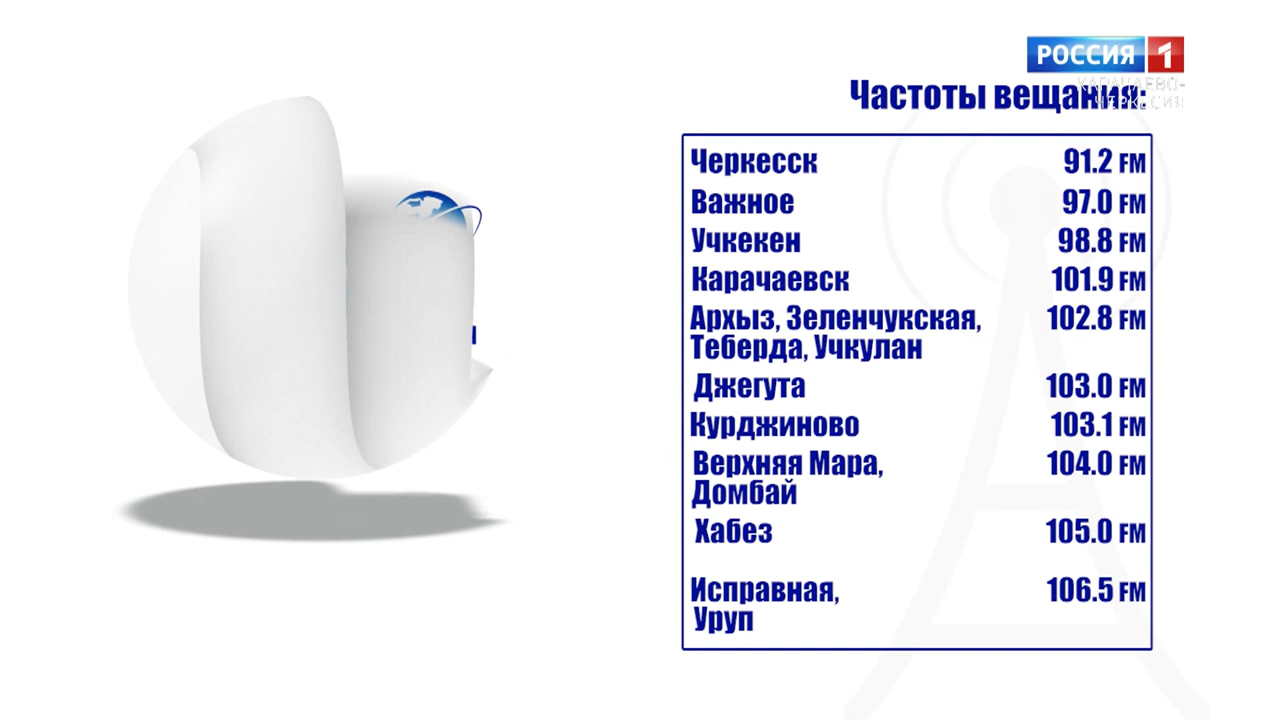 РОССИЯ 1
КАРАЧАЕВО-
ЧЕРКЕСИЯ
Частоты вещания:
Черкесск 91.2 FM
Важное 97.0 FM
Учкекен 98.8 FM
Карачаевск 101.9 FM
Архыз, Зеленчукская, 102.8 FM
Теберда, Учкулан
Джегута 103.0 FM
Курджиново 103.1 FM
Верхняя Мара, 104.0 FM
Домбай
Хабез 105.0 FM
Исправная, 106.5 FM
Уруп